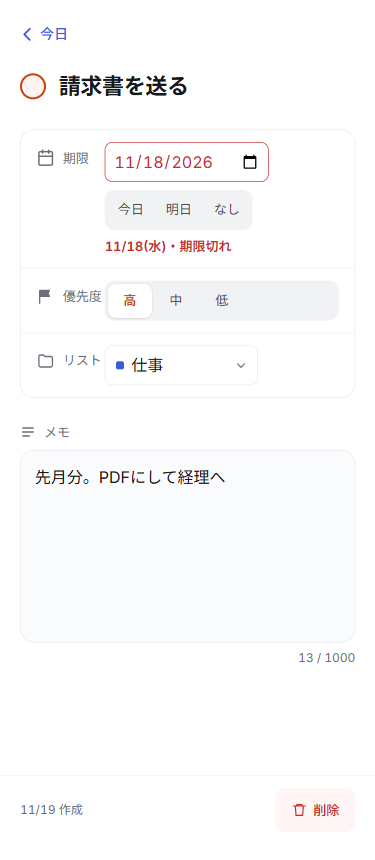 今日
請求書を送る
期限
11/18/2026
今日 明日 なし
11/18(水)・期限切れ
優先度
高 中 低
リスト
仕事
メモ
先月分。PDFにして経理へ
13 / 1000
11/19 作成
削除